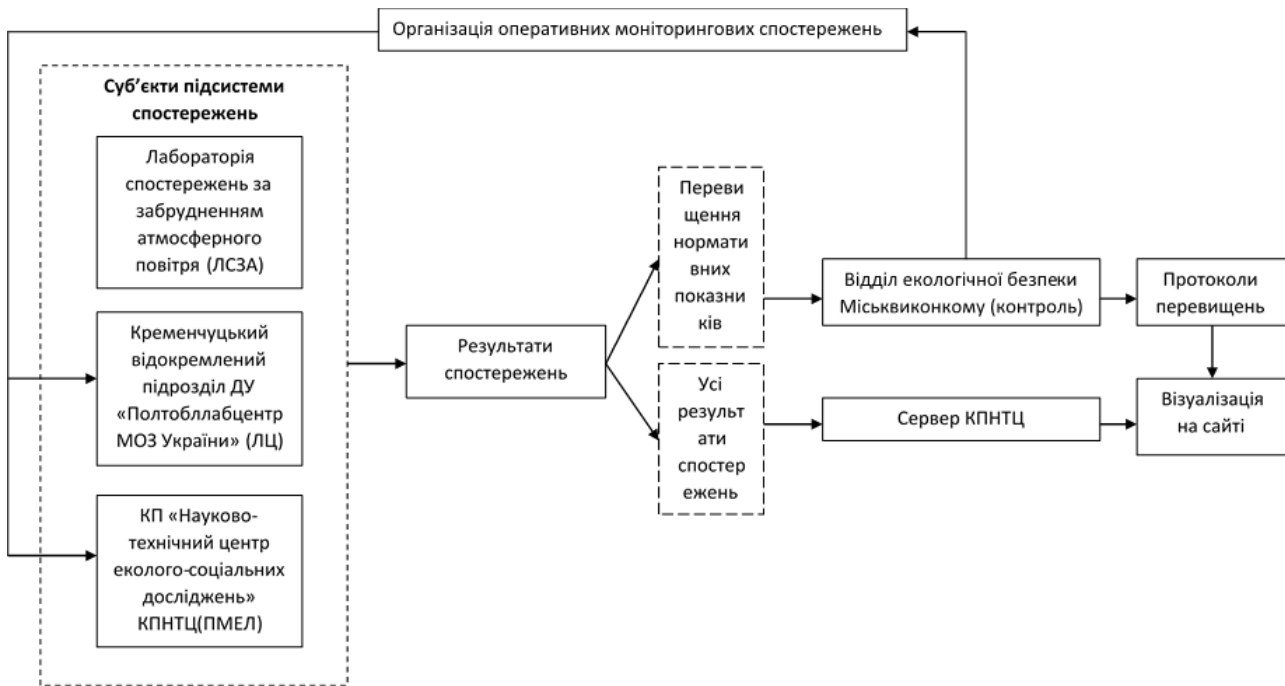 Організація оперативних моніторингових спостережень
Суб’єкти підсистеми
спостережень
Лабораторія
спостережень за
забрудненням
атмосферного
повітря (ЛСЗА)
Кременчуцький
відокремлений
підрозділ ДУ
«Полтобллабцентр
МОЗ України» (ЛЦ)
КП «Науково-
технічний центр
еколого-соціальних
досліджень»
КПНТЦ(ПМЕЛ)
Результати
спостережень
Переви
щення
нормати
вних
показни
ків
Усі
результ
ати
спостер
ежень
Відділ екологічної безпеки
Міськвиконкому (контроль)
Сервер КПНТЦ
Протоколи
перевищень
Візуалізація
на сайті